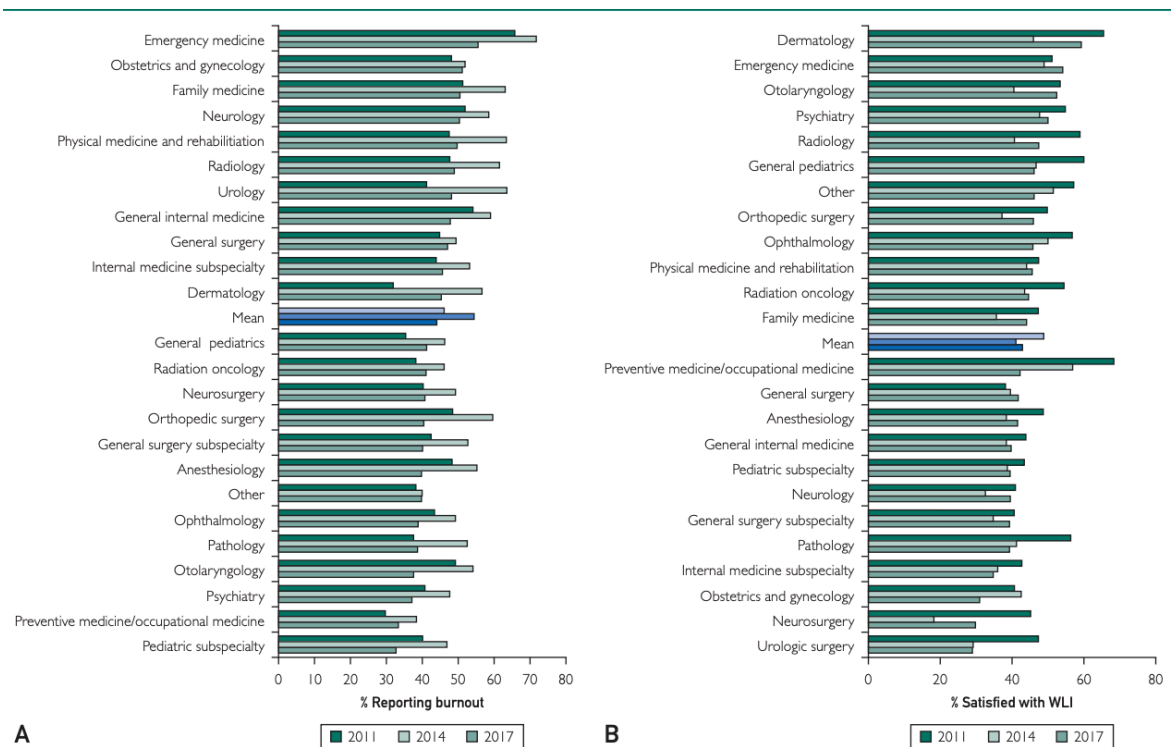 Emergency medicine
Obstetrics and gynecology
Family medicine
Neurology
Physical medicine and rehabilitiation
Radiology
Urology
General internal medicine
General surgery
Internal medicine subspecialty
Dermatology
Mean
General pediatrics
Radiation oncology
Neurosurgery
Orthopedic surgery
General surgery subspecialty
Anesthesiology
Other
Ophthalmology
Pathology
Otolaryngology
Psychiatry
Preventive medicine/occupational medicine
Pediatric subspecialty
0 10 20 30 40 50 60 70 80
% Reporting burnout
A
2011 2014 2017
Dermatology
Emergency medicine
Otolaryngology
Psychiatry
Radiology
General pediatrics
Other
Orthopedic surgery
Ophthalmology
Physical medicine and rehabilitation
Radiation oncology
Family medicine
Mean
Preventive medicine/occupational medicine
General surgery
Anesthesiology
General internal medicine
Pediatric subspecialty
Neurology
General surgery subspecialty
Pathology
Internal medicine subspecialty
Obstetrics and gynecology
Neurosurgery
Urologic surgery
0 20 40 60 80
% Satisfied with WLI
B
2011 2014 2017